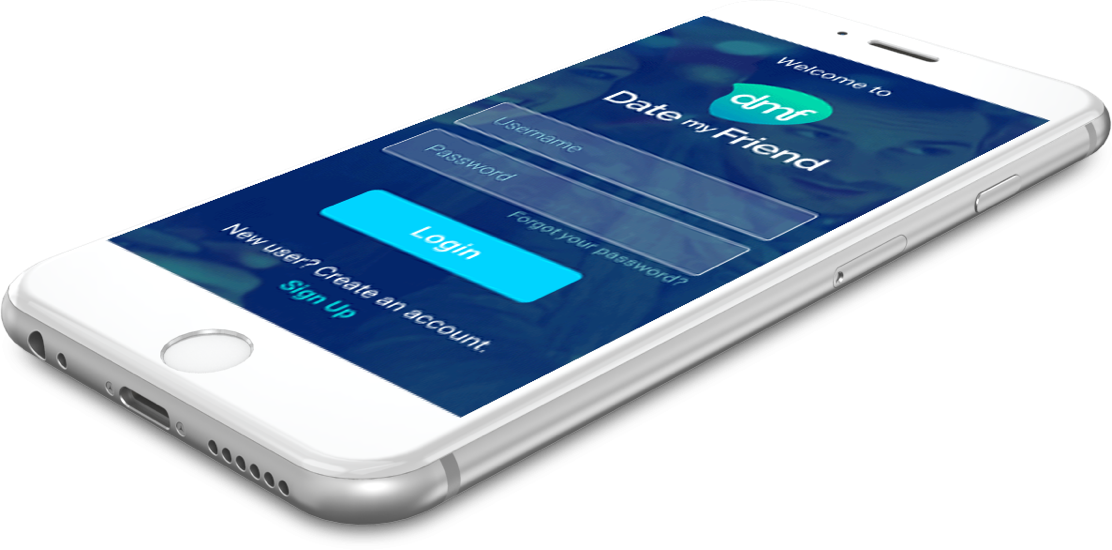 Welcome to
dmf
Date my Friend
Username
Password
Forgot your password?
Login
New user? Create an account.
Sign Up